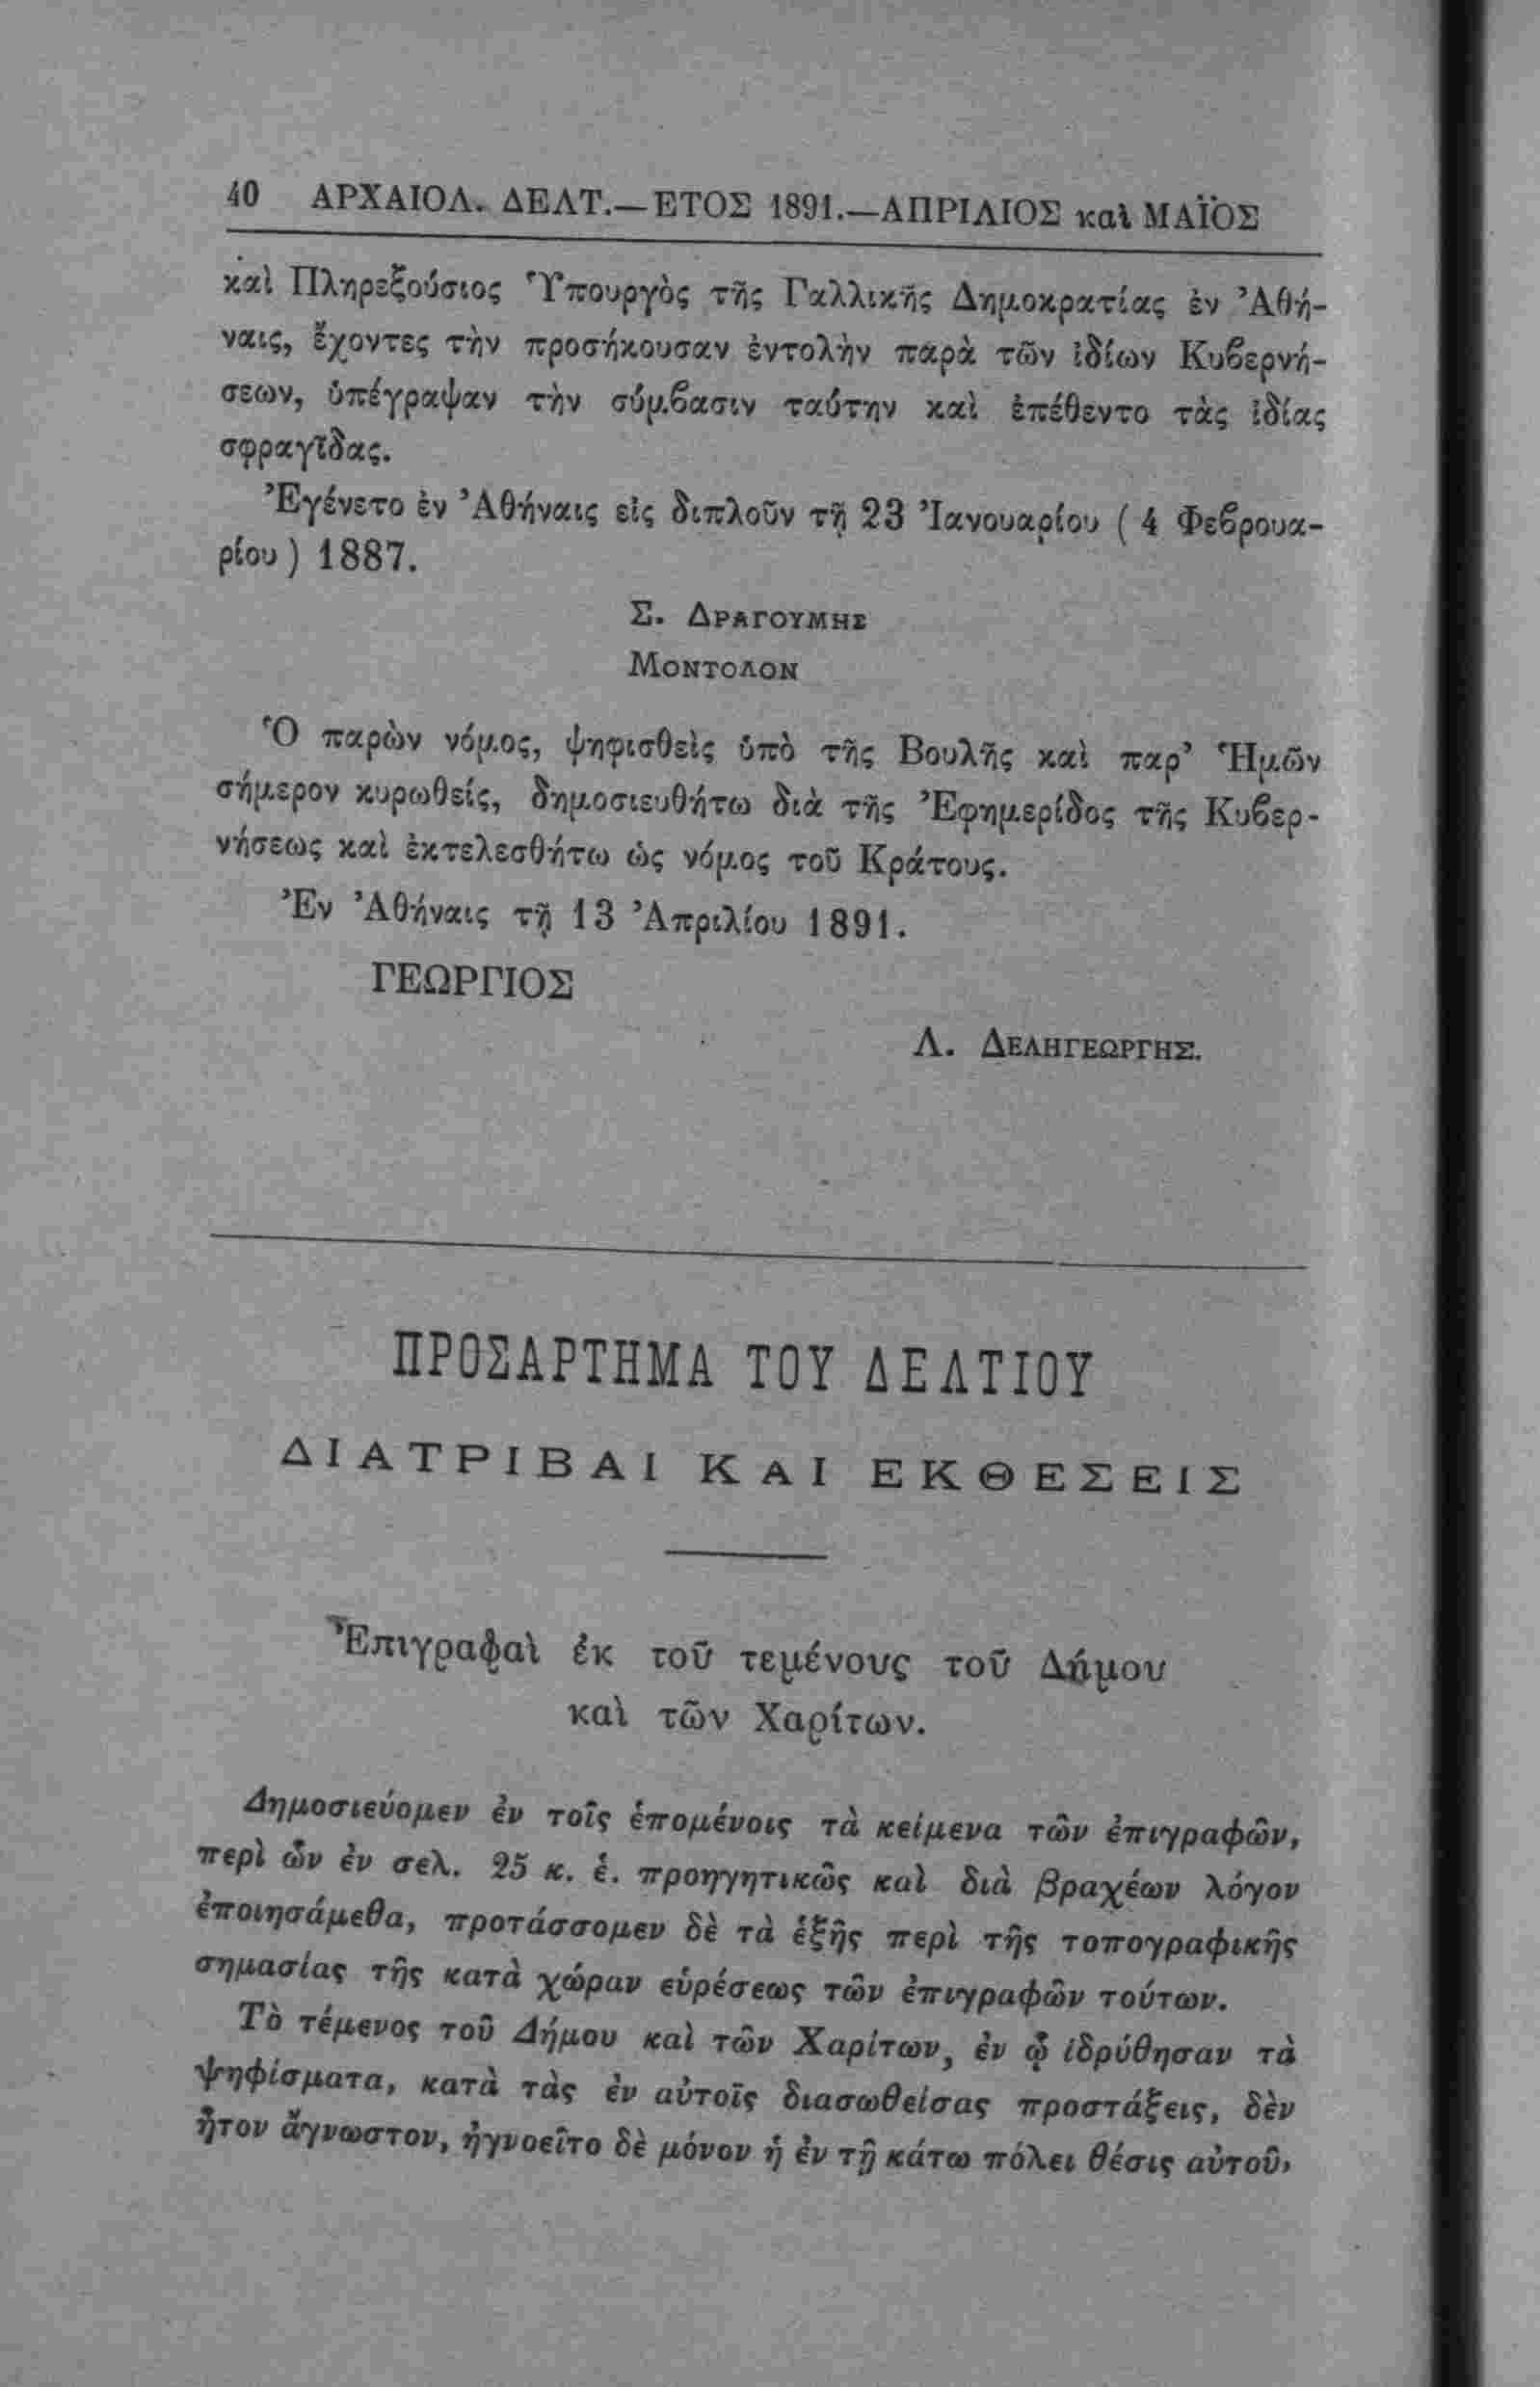 40 ΑΡΧΑΙΟΛ. ΔΕΛΤ.—ΕΤΟΣ 1891.—ΑΠΡΙΛΙΟΣ καὶ ΜΑΪΟΣ
καὶ Πληρεξούσιος Ὑπουργὸς τῆς Γαλλικῆς Δημοκρατίας ἐν Ἀθή-
ναις, ἔχοντες τὴν προσήκουσαν ἐντολὴν παρὰ τῶν ἰδίων Κυϐερνή-
σεων, ὑπέγραψαν τὴν σύμϐασιν ταύτην καὶ ἐπέθεντο τὰς ἰδίας
σφραγῖδας.
Ἐγένετο ἐν Ἀθήναις εἰς διπλοῦν τῇ 23 Ἰανουαρίου (4 Φεϐρουα-
ρίου) 1887.
Σ. ΔΡΑΓΟΥΜΗΣ
ΜΟΝΤΟΛΟΝ
Ὁ παρὼν νόμος, ψηφισθεὶς ὑπὸ τῆς Βουλῆς καὶ παρ’ Ἡμῶν
σήμερον κυρωθείς, δημοσιευθήτω διὰ τῆς Ἐφημερίδος τῆς Κυϐερ-
νήσεως καὶ ἐκτελεσθήτω ὡς νόμος τοῦ Κράτους.
Ἐν Ἀθήναις τῇ 13 Ἀπριλίου 1891.
ΓΕΩΡΓΙΟΣ
Λ. ΔΕΛΗΓΕΩΡΓΗΣ.
ΠΡΟΣΑΡΤΗΜΑ ΤΟΥ ΔΕΛΤΙΟΥ
ΔΙΑΤΡΙΒΑΙ ΚΑΙ ΕΚΘΕΣΕΙΣ
Ἐπιγραφαὶ ἐκ τοῦ τεμένους τοῦ Δήμου
καὶ τῶν Χαρίτων.
Δημοσιεύομεν ἐν τοῖς ἑπομένοις τὰ κείμενα τῶν ἐπιγραφῶν,
περὶ ὧν ἐν σελ. 25 κ. ἑ. προηγητικῶς καὶ διὰ βραχέων λόγον
ἐποιησάμεθα, προτάσσομεν δὲ τὰ ἑξῆς περὶ τῆς τοπογραφικῆς
σημασίας τῆς κατὰ χώραν εὑρέσεως τῶν ἐπιγραφῶν τούτων.
Τὸ τέμενος τοῦ Δήμου καὶ τῶν Χαρίτων, ἐν ᾧ ἱδρύθησαν τὰ
ψηφίσματα, κατὰ τὰς ἐν αὐτοῖς διασωθείσας προστάξεις, δὲν
ἦτον ἄγνωστον, ἠγνοεῖτο δὲ μόνον ἡ ἐν τῇ κάτω πόλει θέσις αὐτοῦ,